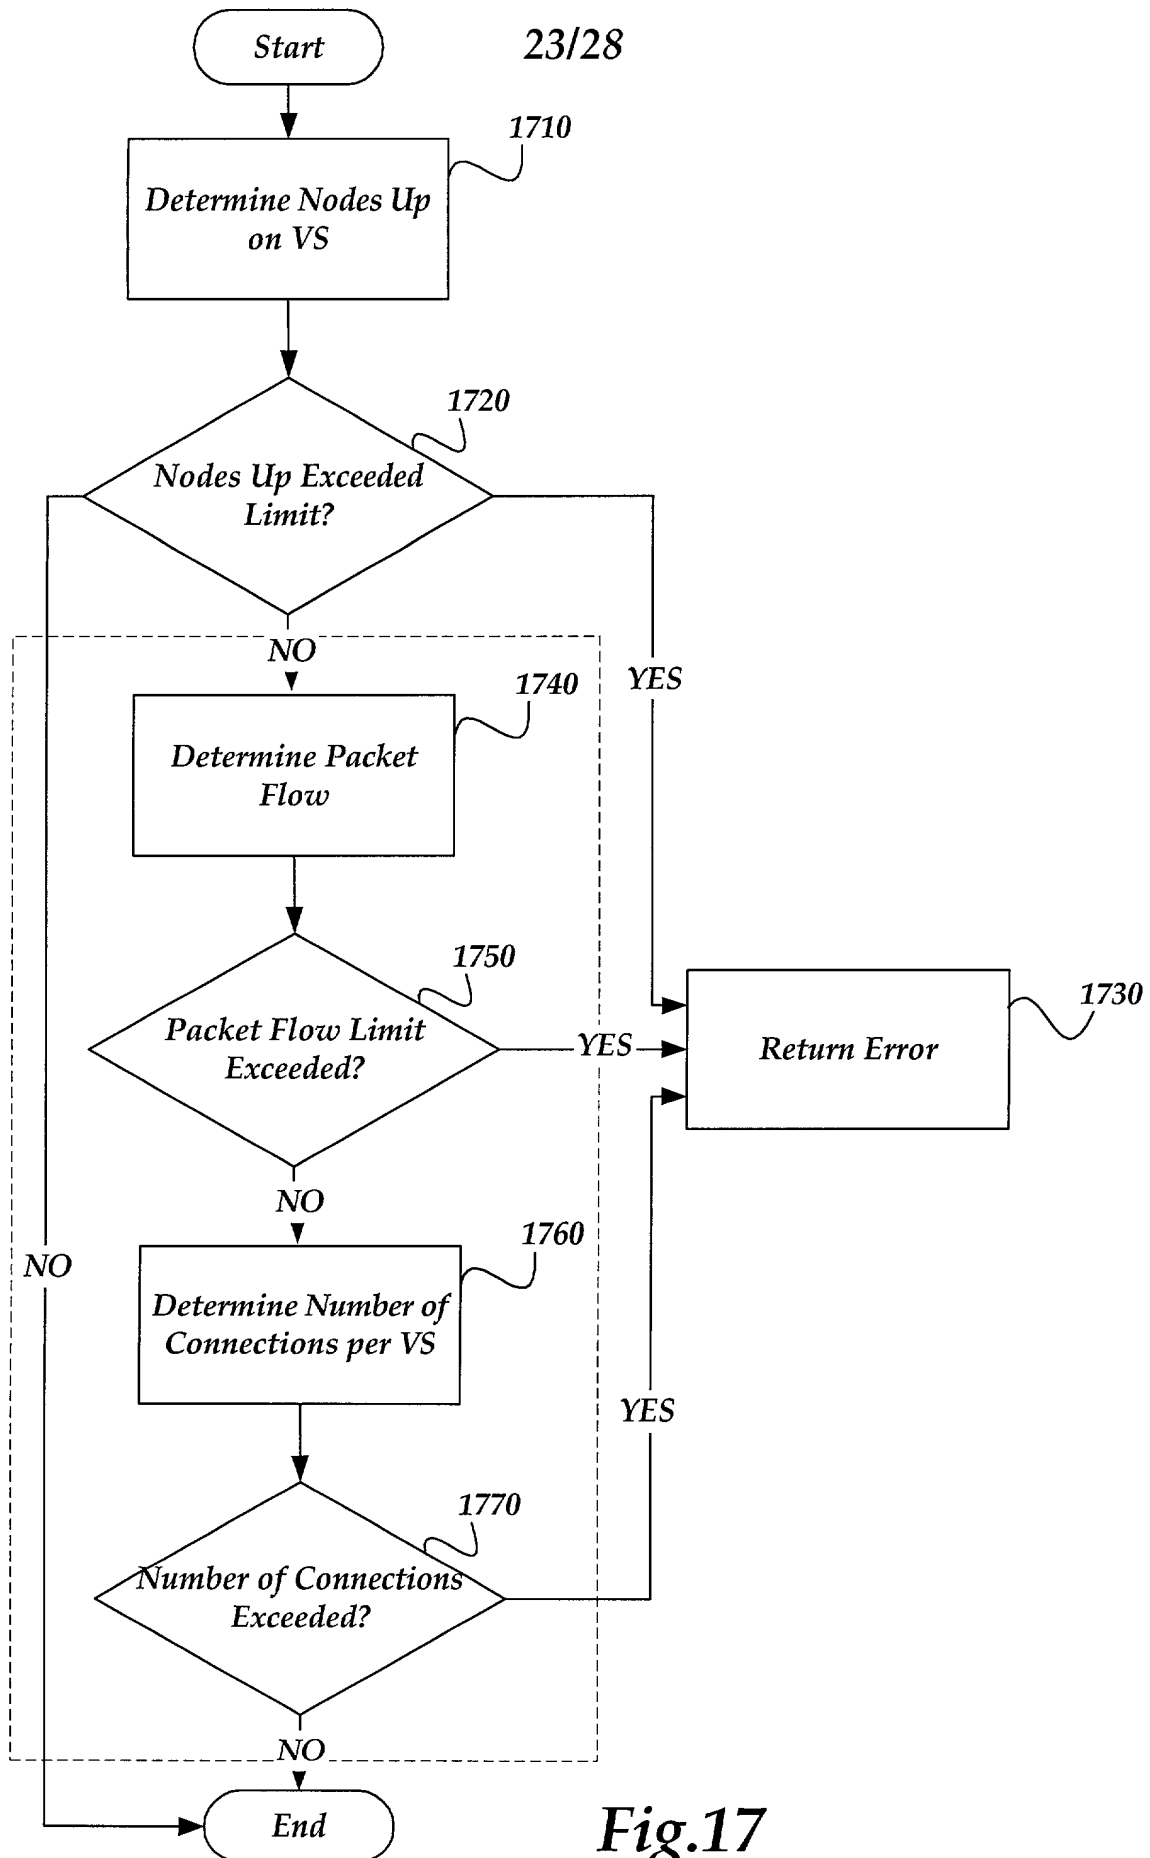 Start
23/28
1710
Determine Nodes Up
on VS
1720
Nodes Up Exceeded
Limit?
NO
YES
1740
Determine Packet
Flow
1750
Packet Flow Limit
Exceeded?
YES
1730
Return Error
NO
1760
NO
Determine Number of
Connections per VS
YES
1770
Number of Connections
Exceeded?
NO
End
Fig.17